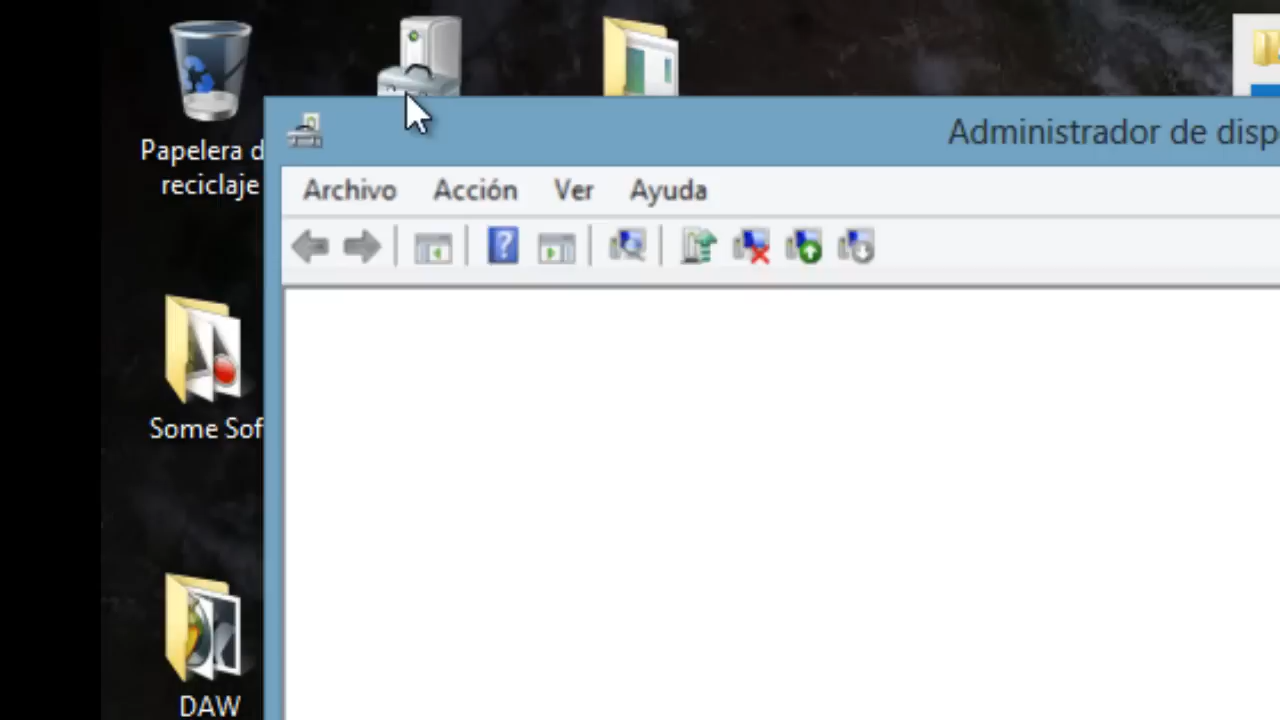 Papelera d
reciclaje
Administrador de disp
Archivo Acción Ver Ayuda
Some Sof
DAW